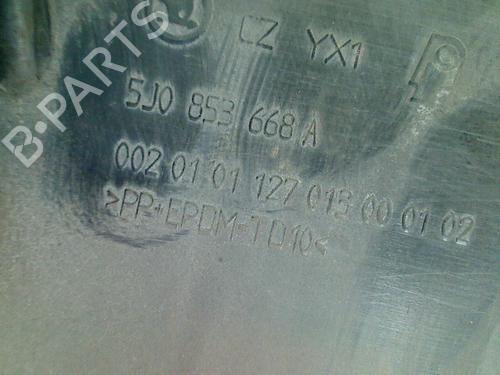 B-PARTS
CZ YX1
5J0 853 668 A
002 01 01 127 013 00 01 02
>PP+EPDM-TD10<